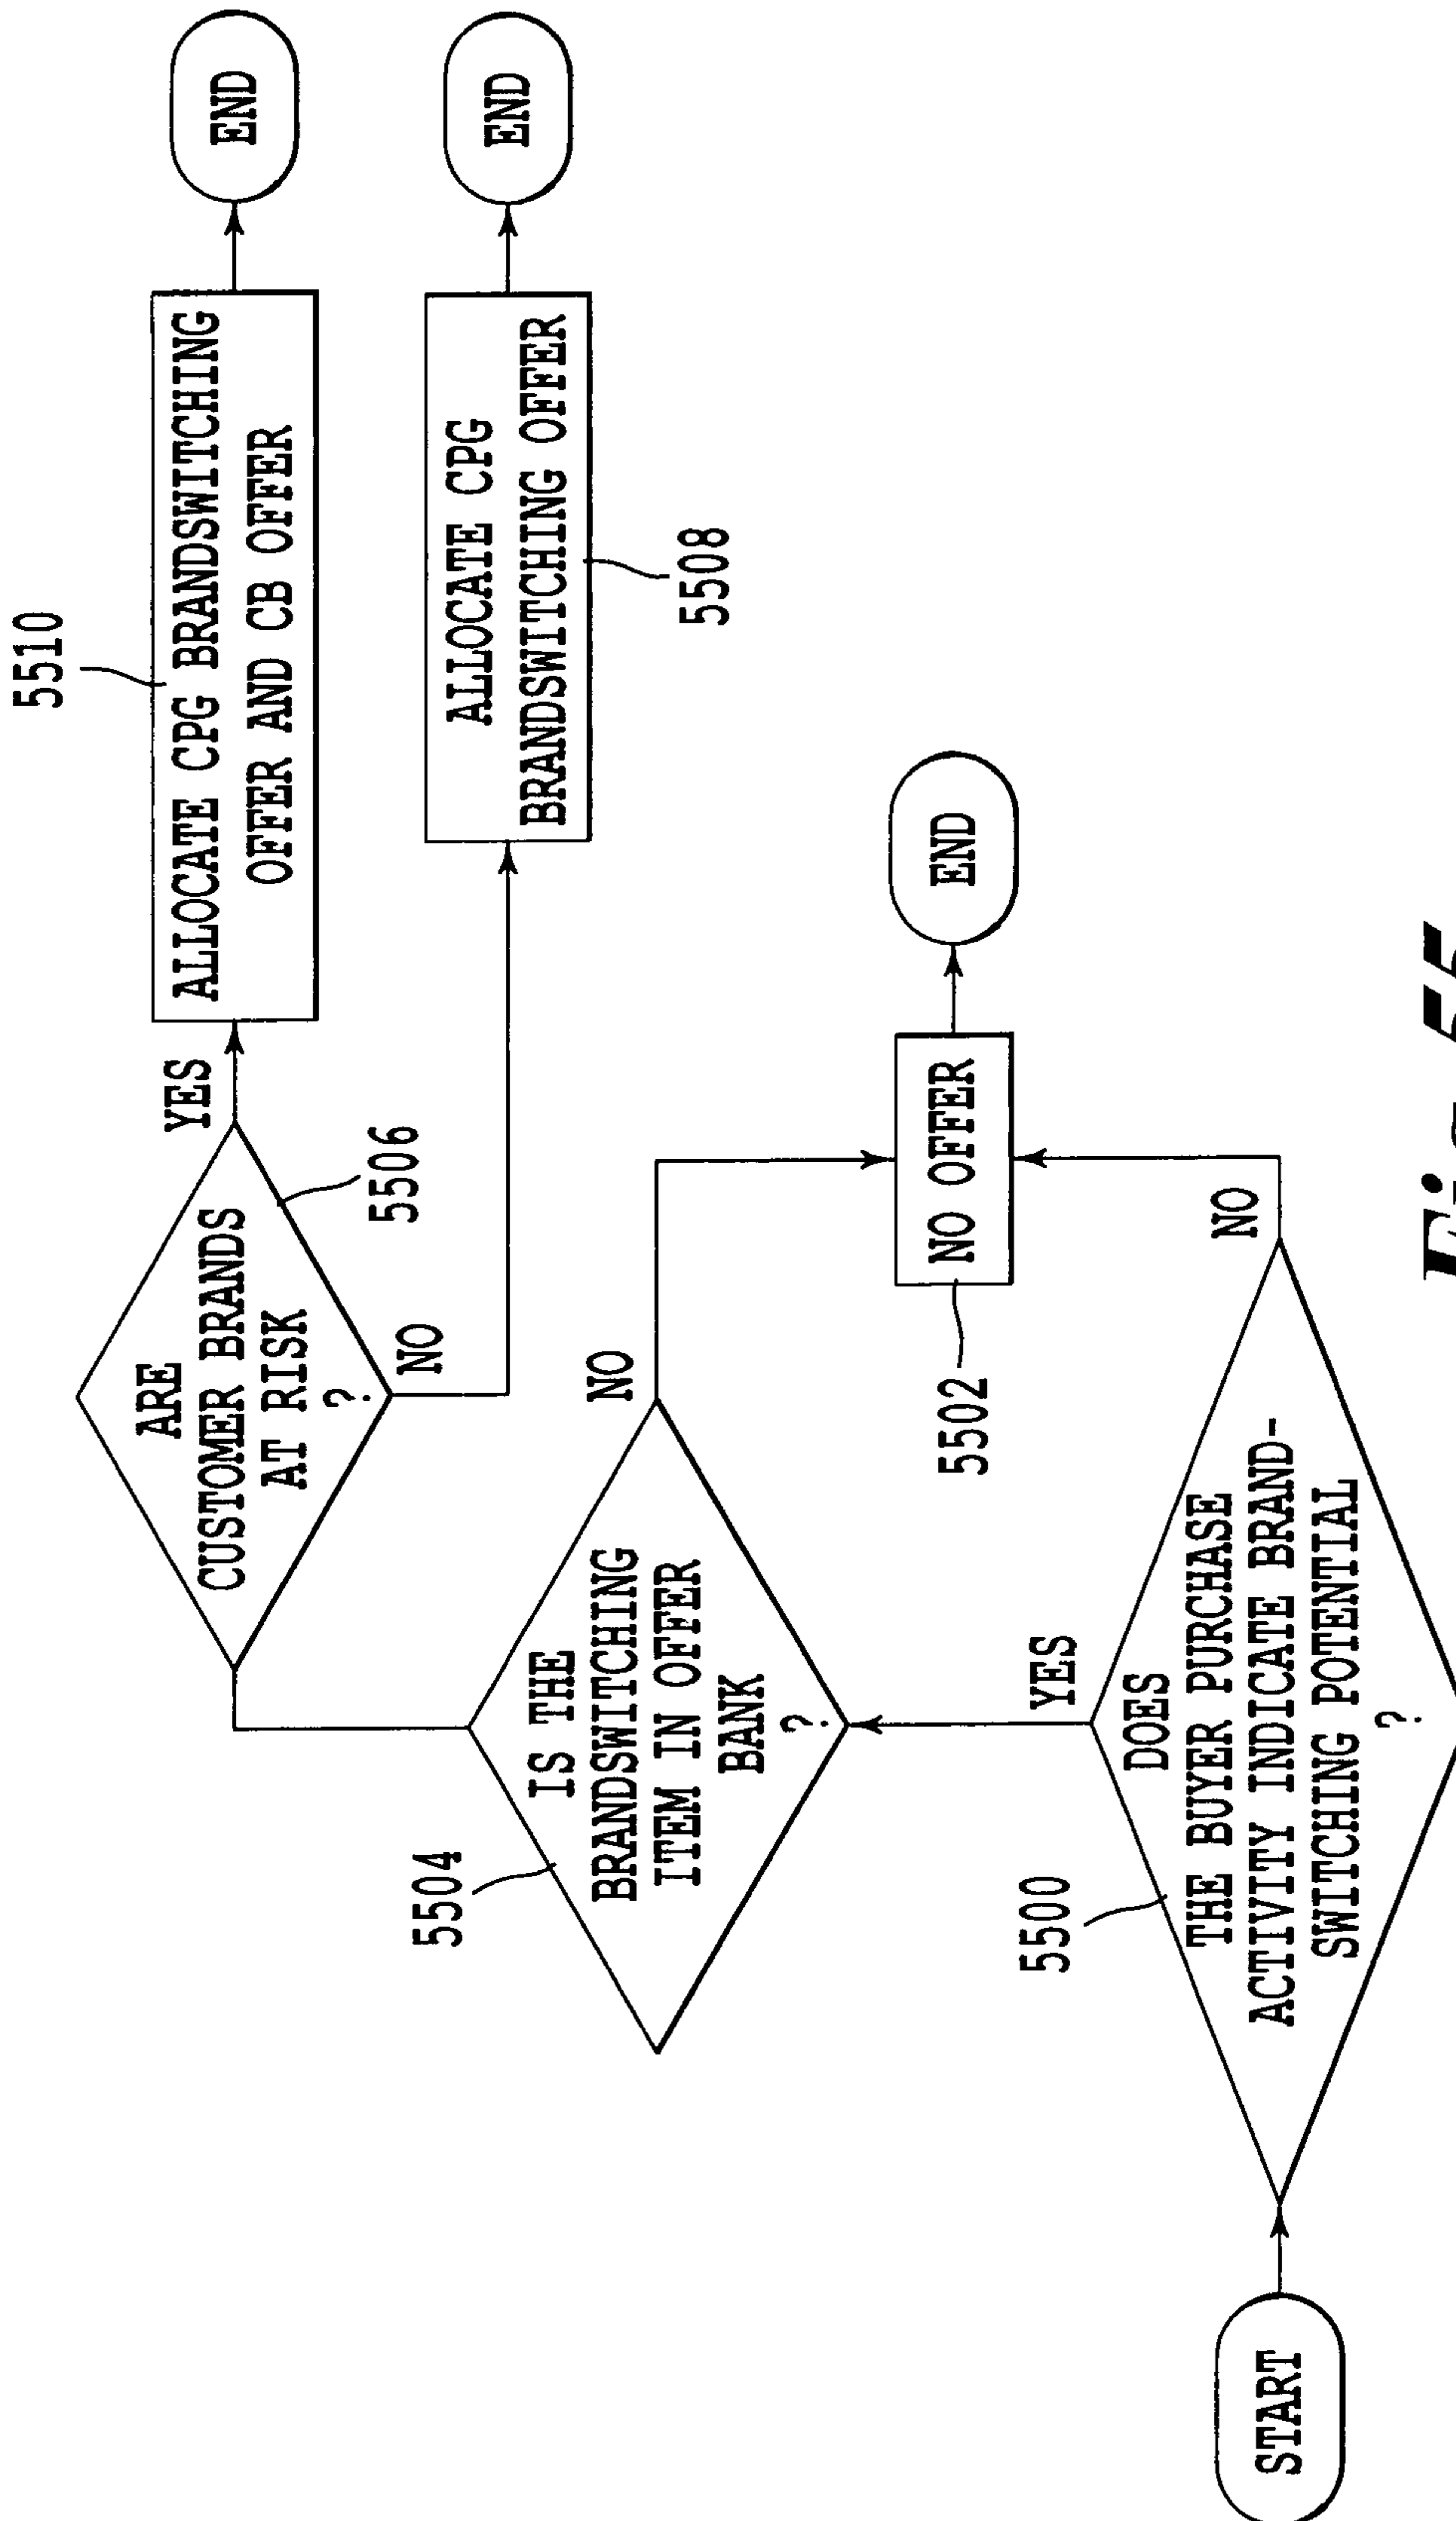 START
5500
DOES
THE BUYER PURCHASE
ACTIVITY INDICATE BRAND-
SWITCHING POTENTIAL
?
YES
NO
5504
IS THE
BRANDSWITCHING
ITEM IN OFFER
BANK
?
NO
5502
NO OFFER
END
ARE
CUSTOMER BRANDS
AT RISK
?
5506
YES
NO
5510
ALLOCATE CPG BRANDSWITCHING
OFFER AND CB OFFER
END
ALLOCATE CPG
BRANDSWITCHING OFFER
5508
END